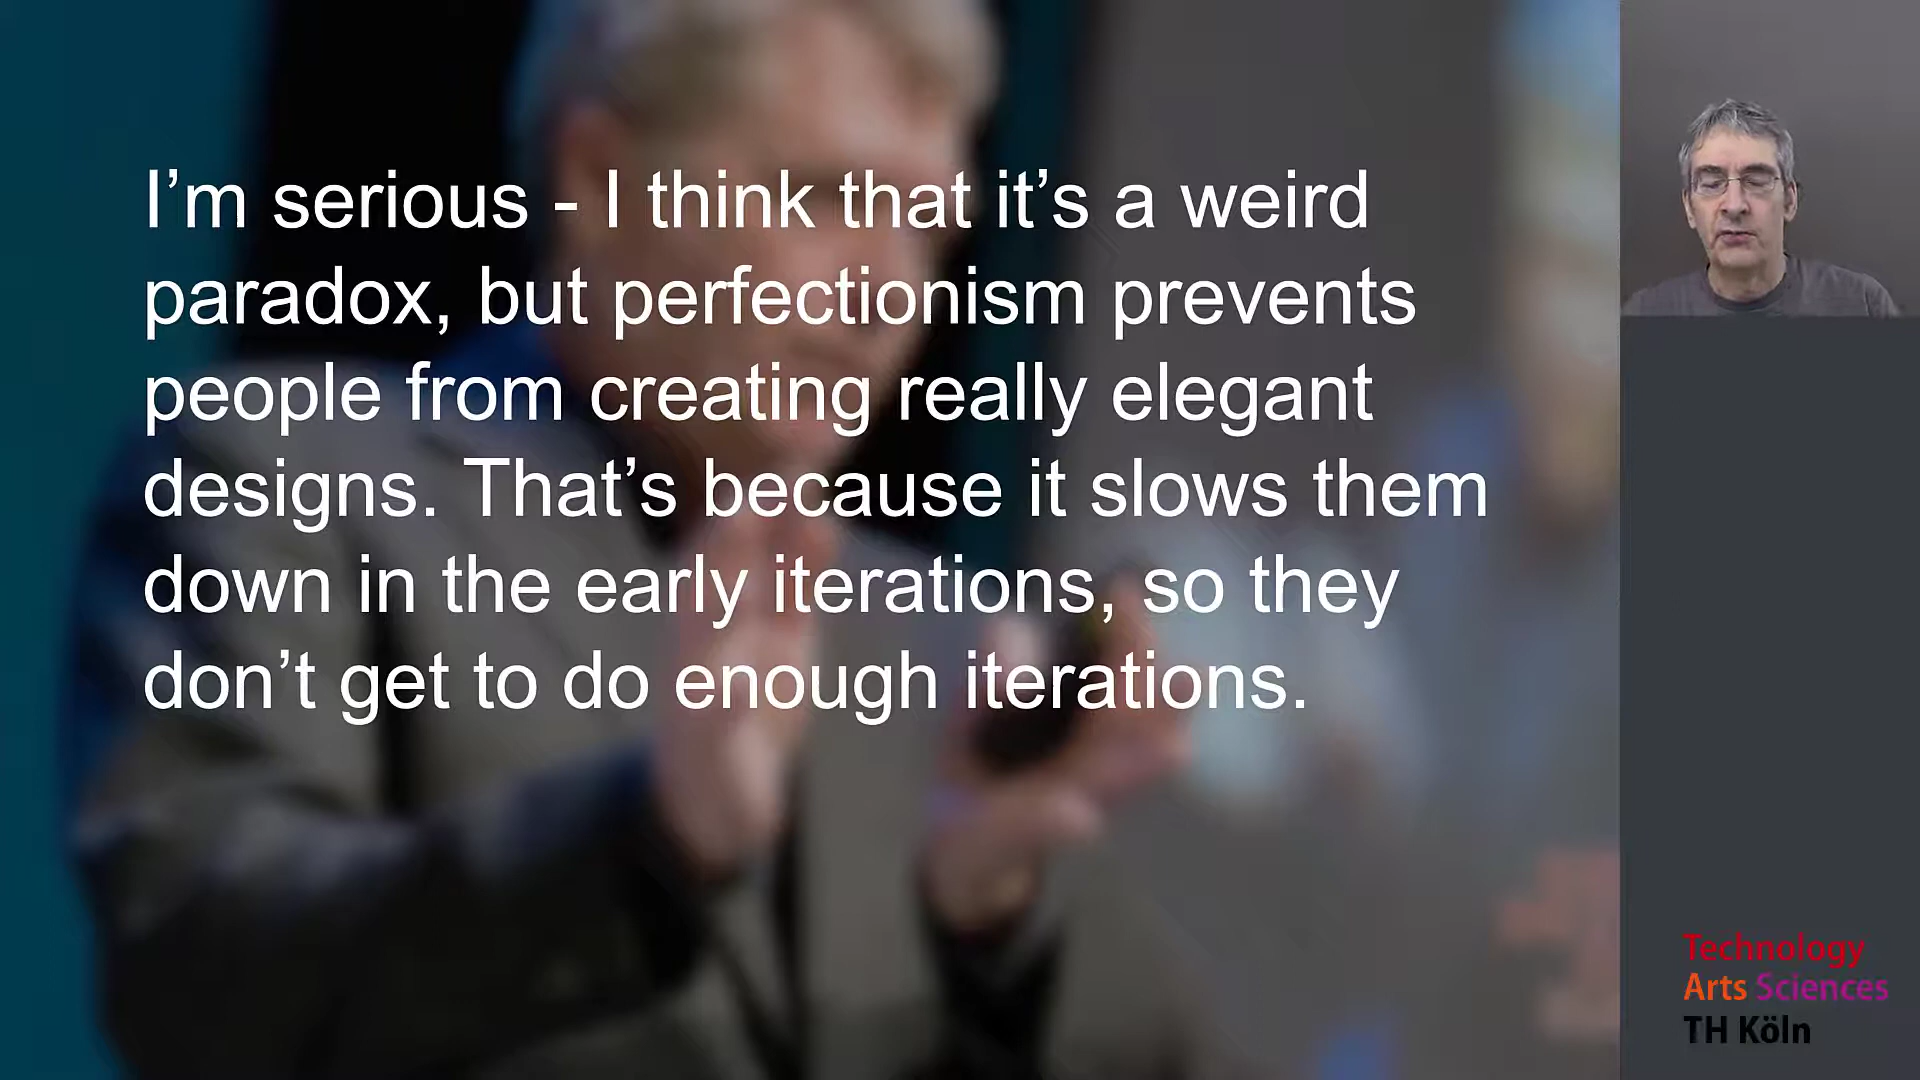 I’m serious - I think that it’s a weird
paradox, but perfectionism prevents
people from creating really elegant
designs. That’s because it slows them
down in the early iterations, so they
don’t get to do enough iterations.
Technology
Arts Sciences
TH Köln